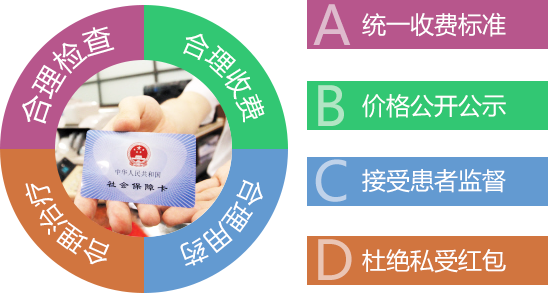 合理检查
合理收费
合理治疗
合理用药
中华人民共和国
社会保障卡
A 统一收费标准
B 价格公开公示
C 接受患者监督
D 杜绝私受红包